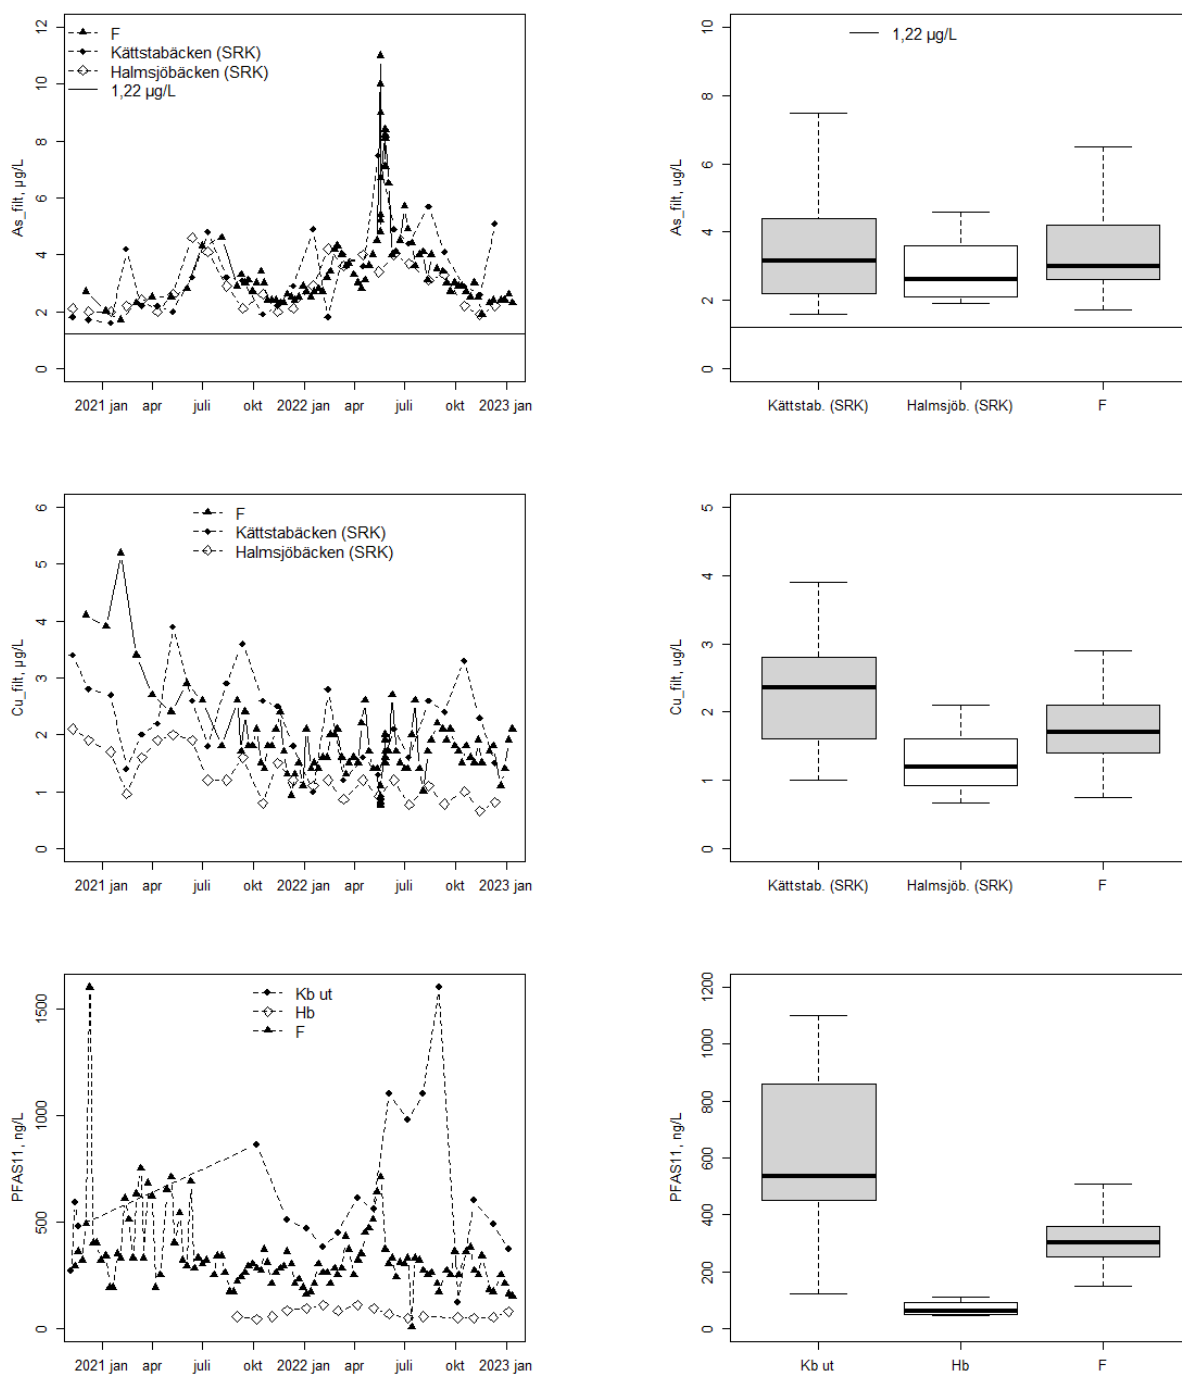 As_filt, µg/L
12
10
8
6
4
2
0
F
Kättstabäcken (SRK)
Halmsjöbäcken (SRK)
1,22 µg/L
2021 jan apr juli okt 2022 jan apr juli okt 2023 jan
As_filt, ug/L
10
8
6
4
2
0
1,22 µg/L
Kättstab. (SRK) Halmsjöb. (SRK) F
Cu_filt, µg/L
6
5
4
3
2
1
0
F
Kättstabäcken (SRK)
Halmsjöbäcken (SRK)
2021 jan apr juli okt 2022 jan apr juli okt 2023 jan
Cu_filt, ug/L
5
4
3
2
1
0
Kättstab. (SRK) Halmsjöb. (SRK) F
PFAS11, ng/L
1500
1000
500
0
Kb ut
Hb
F
2021 jan apr juli okt 2022 jan apr juli okt 2023 jan
PFAS11, ng/L
1200
1000
800
600
400
200
0
Kb ut Hb F